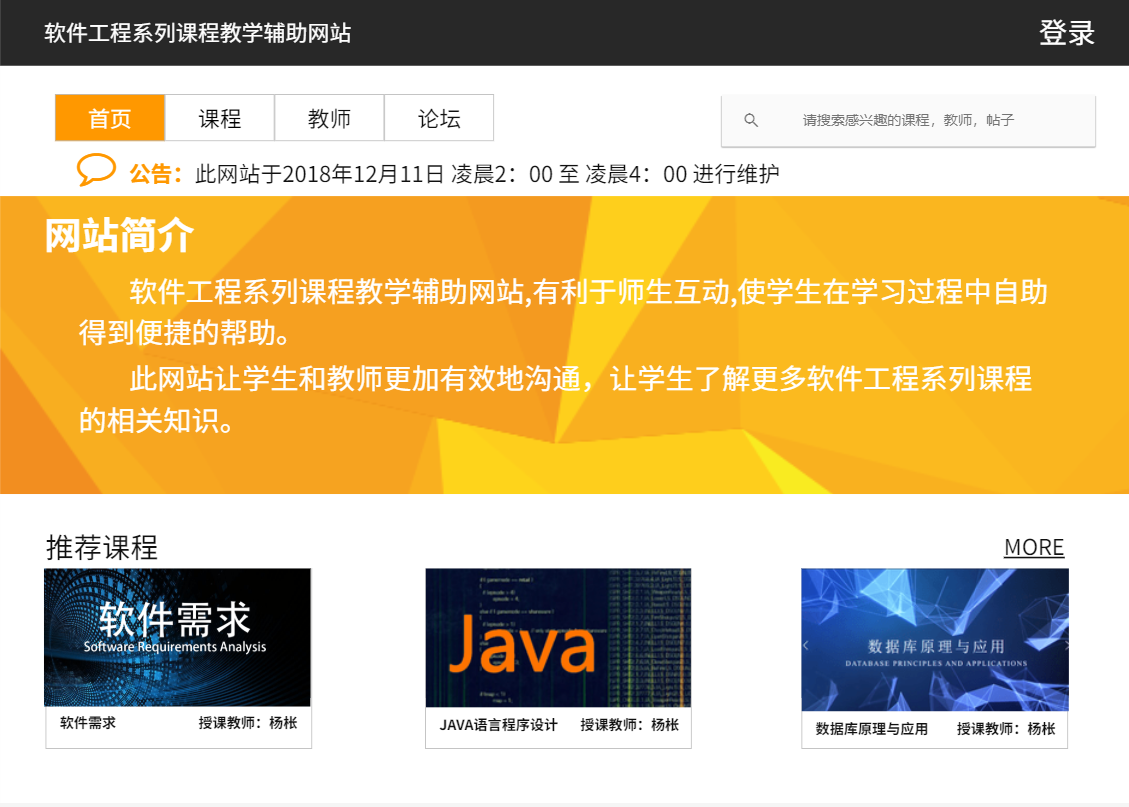 软件工程系列课程教学辅助网站
登录
首页
课程
教师
论坛
请搜索感兴趣的课程，教师，帖子
公告：此网站于2018年12月11日 凌晨2：00 至 凌晨4：00 进行维护
网站简介
软件工程系列课程教学辅助网站,有利于师生互动,使学生在学习过程中自助
得到便捷的帮助。
此网站让学生和教师更加有效地沟通，让学生了解更多软件工程系列课程
的相关知识。
推荐课程
MORE
软件需求
Software Requirements Analysis
软件需求
授课教师：杨枨
Java
JAVA语言程序设计
授课教师：杨枨
数据库原理与应用
DATABASE PRINCIPLES AND APPLICATIONS
数据库原理与应用
授课教师：杨枨